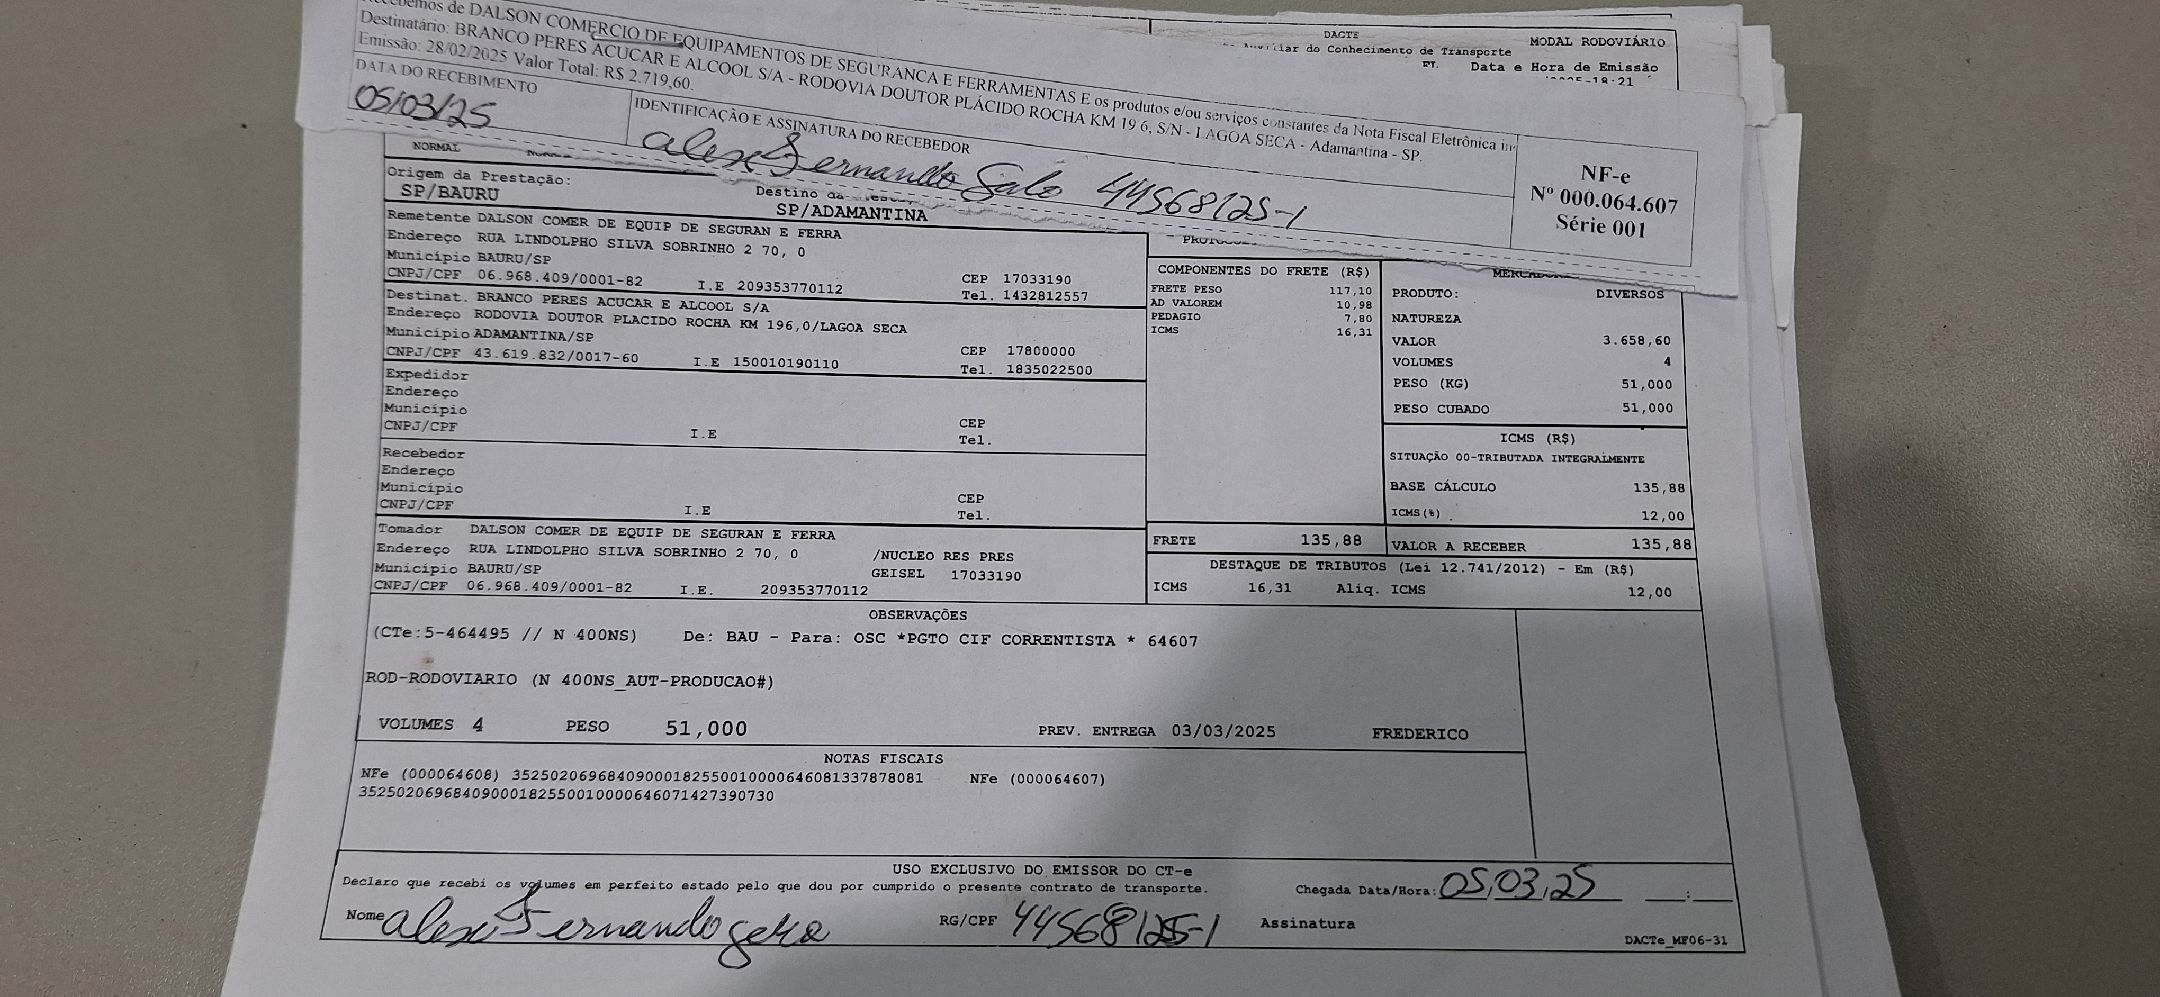 DACTE
MODAL RODOVIÁRIO
do Conhecimento de Transporte
Data e Hora de Emissão
18:21
de DALSON COMERCIO DE EQUIPAMENTOS DE SEGURANCA E FERRAMENTAS E os produtos e/ou serviços constantes da Nota Fiscal Eletrônica
Destinatário: BRANCO PERES ACUCAR E ALCOOL S/A - RODOVIA DOUTOR PLÁCIDO ROCHA KM 19 6, S/N - LAGOA SECA - Adamantina - SP.
Emissão: 28/02/2025 Valor Total: R$ 2.719,60.
DATA DO RECEBIMENTO
05/03/25
IDENTIFICAÇÃO E ASSINATURA DO RECEBEDOR
Alex Fernando 44568125-1
NF-e
Nº 000.064.607
Série 001
NORMAL
Origem da Prestação:
SP/BAURU
Destino da
SP/ADAMANTINA
Remetente DALSON COMER DE EQUIP DE SEGURAN E FERRA
Endereço RUA LINDOLPHO SILVA SOBRINHO 2 70, 0
Município BAURU/SP
CNPJ/CPF 06.968.409/0001-82 I.E 209353770112
CEP 17033190
Tel. 1432812557
Destinat. BRANCO PERES ACUCAR E ALCOOL S/A
Endereço RODOVIA DOUTOR PLACIDO ROCHA KM 196,0/LAGOA SECA
Município ADAMANTINA/SP
CNPJ/CPF 43.619.832/0017-60 I.E 150010190110
CEP 17800000
Tel. 1835022500
Expedidor
Endereço
Município
CNPJ/CPF I.E
CEP
Tel.
Recebedor
Endereço
Município
CNPJ/CPF I.E
CEP
Tel.
Tomador DALSON COMER DE EQUIP DE SEGURAN E FERRA
Endereço RUA LINDOLPHO SILVA SOBRINHO 2 70, 0 /NUCLEO RES PRES
Município BAURU/SP GEISEL 17033190
CNPJ/CPF 06.968.409/0001-82 I.E. 209353770112
COMPONENTES DO FRETE (R$)
FRETE PESO 117,10
AD VALOREM 10,98
PEDAGIO 7,80
ICMS 16,31
FRETE 135,88
PRODUTO: DIVERSOS
NATUREZA
VALOR 3.658,60
VOLUMES 4
PESO (KG) 51,000
PESO CUBADO 51,000
ICMS (R$)
SITUAÇÃO 00-TRIBUTADA INTEGRALMENTE
BASE CÁLCULO 135,88
ICMS(%) 12,00
VALOR A RECEBER 135,88
DESTAQUE DE TRIBUTOS (Lei 12.741/2012) - Em (R$)
ICMS 16,31 Aliq. ICMS 12,00
OBSERVAÇÕES
(CTe:5-464495 // N 400NS) De: BAU - Para: OSC *PGTO CIF CORRENTISTA * 64607
ROD-RODOVIARIO (N 400NS_AUT-PRODUCAO#)
VOLUMES 4 PESO 51,000 PREV. ENTREGA 03/03/2025 FREDERICO
NOTAS FISCAIS
NFe (000064608) 35250206968409000182550010000646081337878081 NFe (000064607)
35250206968409000182550010000646071427390730
USO EXCLUSIVO DO EMISSOR DO CT-e
Declaro que recebi os volumes em perfeito estado pelo que dou por cumprido o presente contrato de transporte.
Chegada Data/Hora: 05/03/25 __:__
Nome Alex Fernando
RG/CPF 44568125-1
Assinatura
DACTe_MF06-31